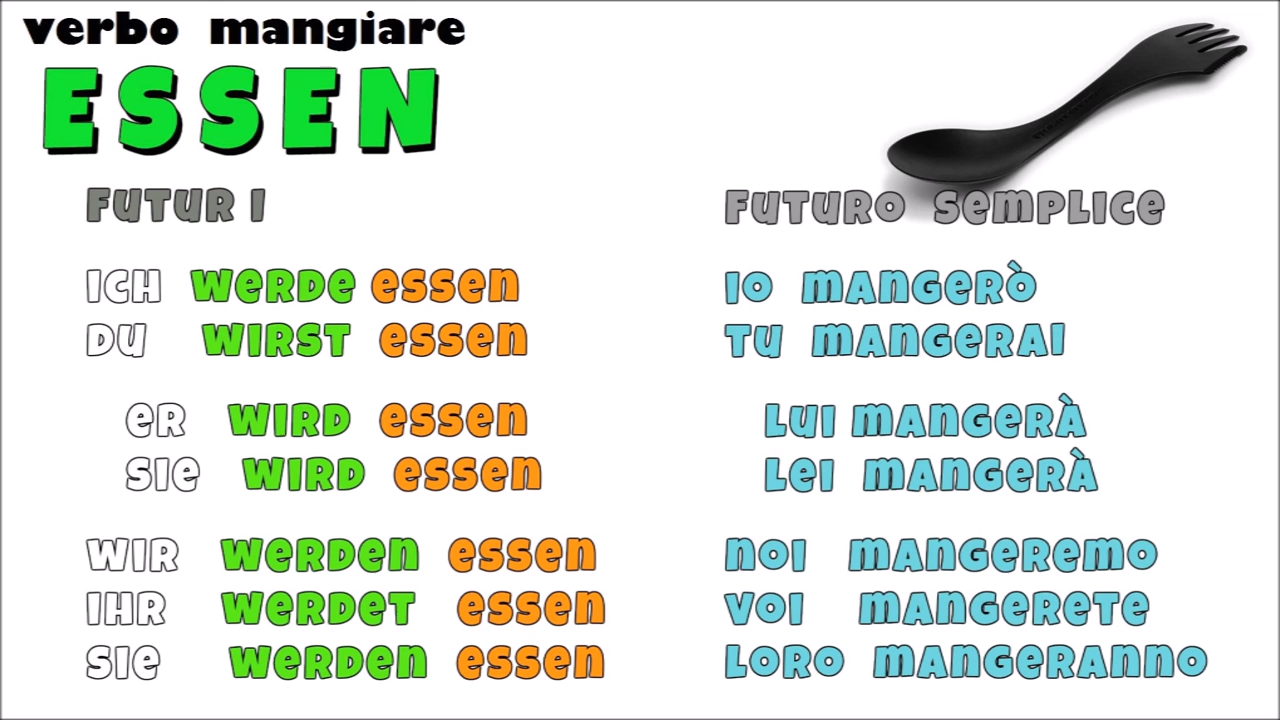 verbo mangiare
ESSEN
FUTUR I
FUTURO SEMPLICE
ICH WERDE ESSEN
IO MANGERÒ
DU WIRST ESSEN
TU MANGERAI
ER WIRD ESSEN
LUI MANGERÀ
SIE WIRD ESSEN
LEI MANGERÀ
WIR WERDEN ESSEN
NOI MANGEREMO
IHR WERDET ESSEN
VOI MANGERETE
SIE WERDEN ESSEN
LORO MANGERANNO